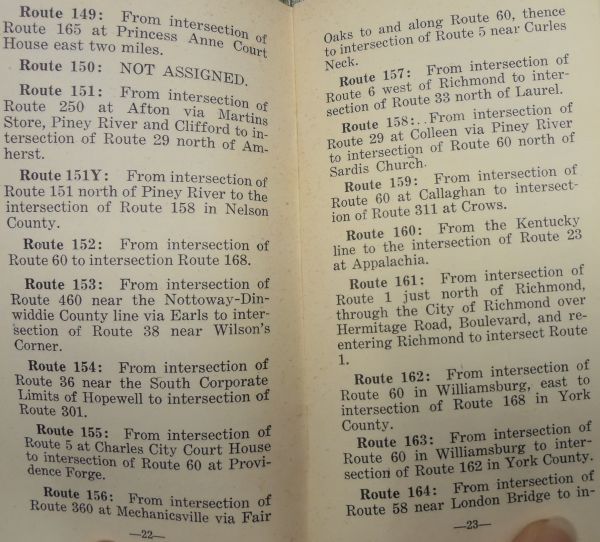 Route 149: From intersection of
Route 165 at Princess Anne Court
House east two miles.
Route 150: NOT ASSIGNED.
Route 151: From intersection of
Route 250 at Afton via Martins
Store, Piney River and Clifford to in-
tersection of Route 29 north of Am-
herst.
Route 151Y: From intersection of
Route 151 north of Piney River to the
intersection of Route 158 in Nelson
County.
Route 152: From intersection of
Route 60 to intersection Route 168.
Route 153: From intersection of
Route 460 near the Nottoway-Din-
widdie County line via Earls to inter-
section of Route 38 near Wilson's
Corner.
Route 154: From intersection of
Route 36 near the South Corporate
Limits of Hopewell to intersection of
Route 301.
Route 155: From intersection of
Route 5 at Charles City Court House
to intersection of Route 60 at Provi-
dence Forge.
Route 156: From intersection of
Route 360 at Mechanicsville via Fair
—22—
Oaks to and along Route 60, thence
to intersection of Route 5 near Curles
Neck.
Route 157: From intersection of
Route 6 west of Richmond to inter-
section of Route 33 north of Laurel.
Route 158:..From intersection of
Route 29 at Colleen via Piney River
to intersection of Route 60 north of
Sardis Church.
Route 159: From intersection of
Route 60 at Callaghan to intersect-
ion of Route 311 at Crows.
Route 160: From the Kentucky
line to the intersection of Route 23
at Appalachia.
Route 161: From intersection of
Route 1 just north of Richmond,
through the City of Richmond over
Hermitage Road, Boulevard, and re-
entering Richmond to intersect Route
1.
Route 162: From intersection of
Route 60 in Williamsburg, east to
intersection of Route 168 in York
County.
Route 163: From intersection of
Route 60 in Williamsburg to inter-
section of Route 162 in York County.
Route 164: From intersection of
Route 58 near London Bridge to in-
—23—